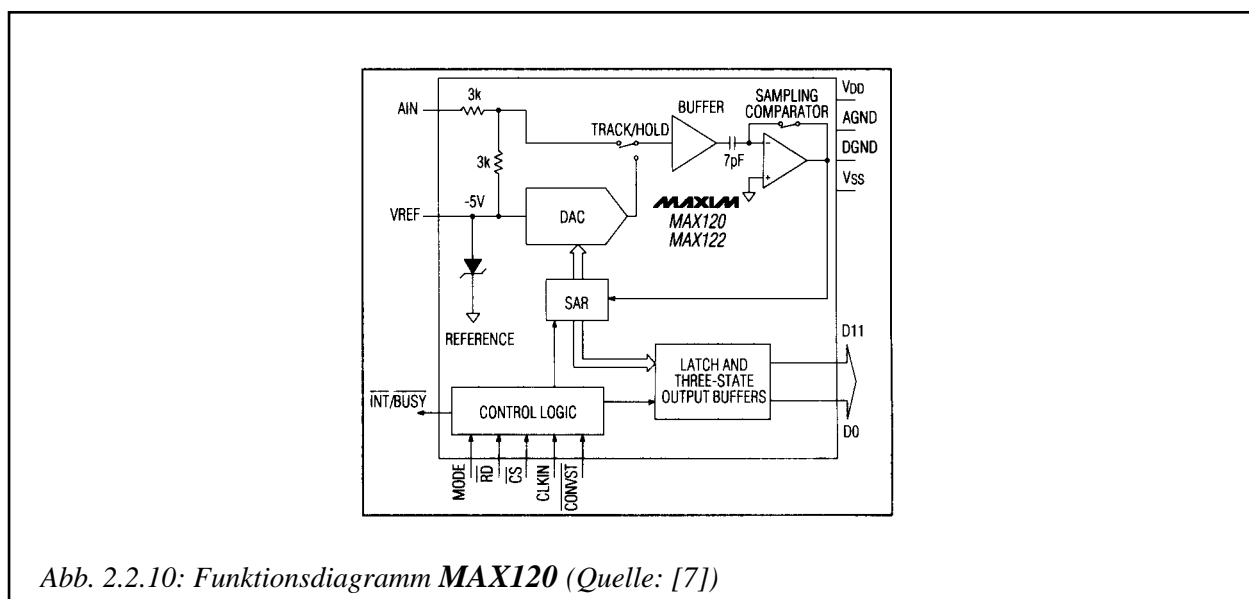 AIN
3k
3k
VREF
-5V
REFERENCE
TRACK/HOLD
BUFFER
7pF
SAMPLING
COMPARATOR
-
+
VDD
AGND
DGND
VSS
MAXIM
MAX120
MAX122
DAC
SAR
D11
LATCH AND
THREE-STATE
OUTPUT BUFFERS
D0
INT/BUSY
CONTROL LOGIC
MODE
RD
CS
CLKIN
CONVST
Abb. 2.2.10: Funktionsdiagramm MAX120 (Quelle: [7])